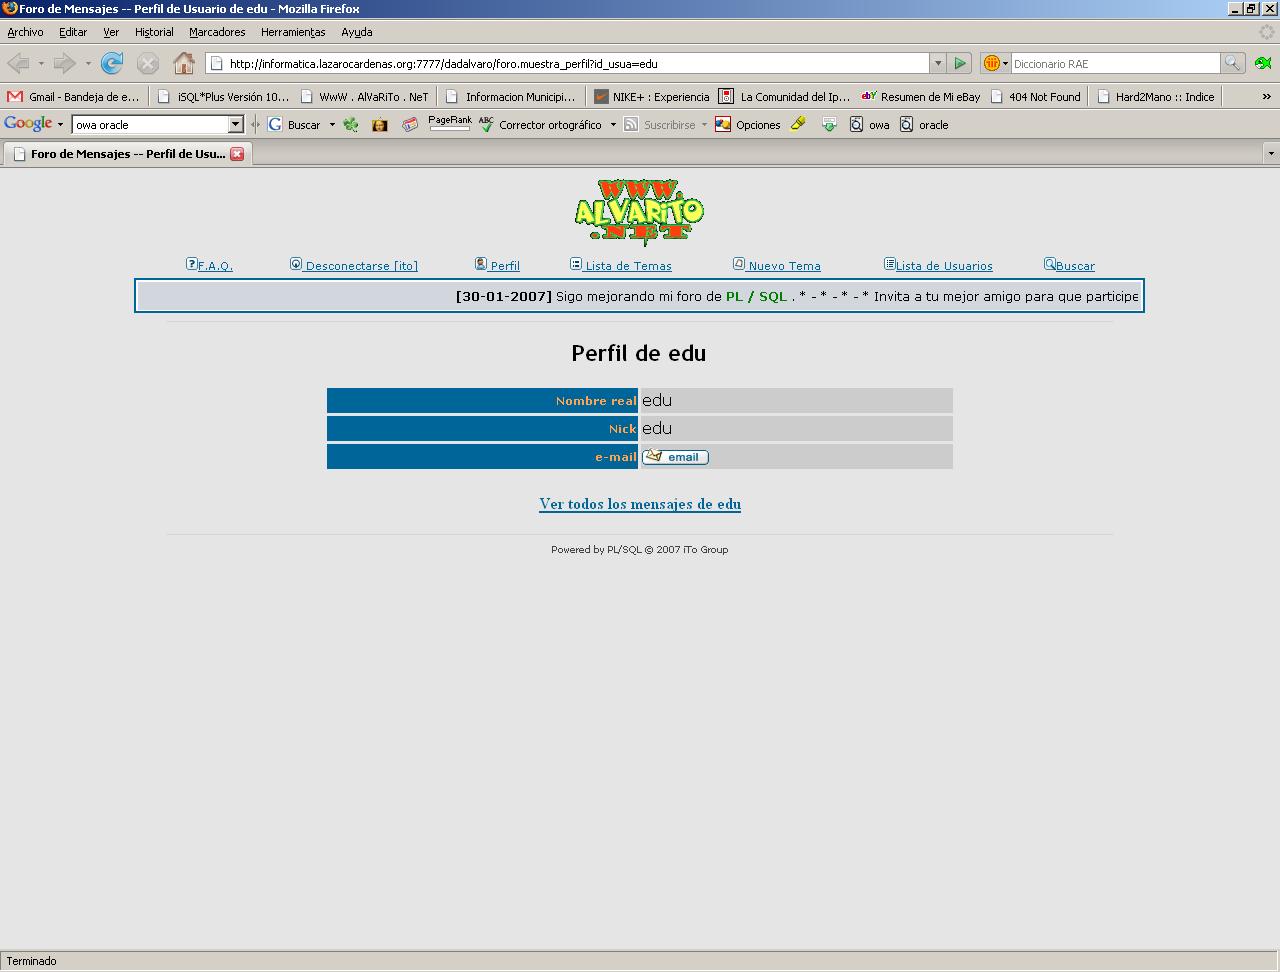 Foro de Mensajes -- Perfil de Usuario de edu - Mozilla Firefox
Archivo Editar Ver Historial Marcadores Herramientas Ayuda
http://informatica.lazarocardenas.org:7777/dadalvaro/foro.muestra_perfil?id_usua=edu Diccionario RAE
Gmail - Bandeja de e... iSQL*Plus Versión 10... WwW . AlVaRiTo . NeT Informacion Municipi... NIKE+ : Experiencia La Comunidad del Ip... ebY Resumen de Mi eBay 404 Not Found Hard2Mano :: Indice »
Google owa oracle G Buscar PageRank ABC Corrector ortográfico Suscribirse Opciones owa oracle
Foro de Mensajes -- Perfil de Usu...
WWW.
ALVARiTO
.NET
F.A.Q. Desconectarse [ito] Perfil Lista de Temas Nuevo Tema Lista de Usuarios Buscar
[30-01-2007] Sigo mejorando mi foro de PL / SQL . * - * - * - * Invita a tu mejor amigo para que participe
Perfil de edu
Nombre real edu
Nick edu
e-mail email
Ver todos los mensajes de edu
Powered by PL/SQL © 2007 iTo Group
Terminado